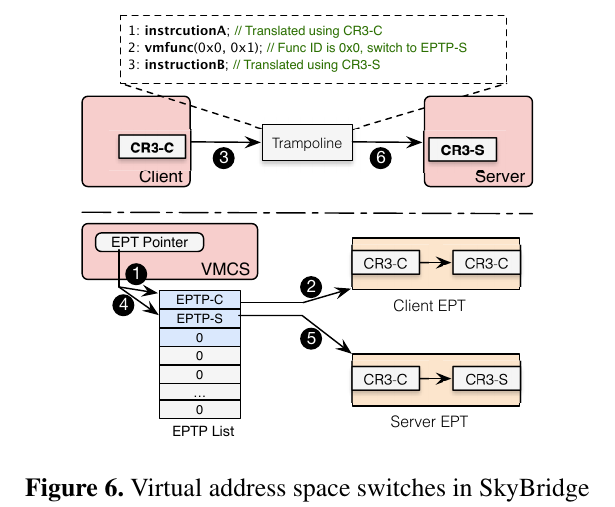 1: instrcutionA; // Translated using CR3-C
2: vmfunc(0x0, 0x1); // Func ID is 0x0, switch to EPTP-S
3: instructionB; // Translated using CR3-S
CR3-C
Client
3
Trampoline
6
CR3-S
Server
EPT Pointer
VMCS
1
4
EPTP-C
EPTP-S
0
0
0
...
0
EPTP List
2
5
CR3-C
CR3-C
Client EPT
CR3-C
CR3-S
Server EPT
Figure 6. Virtual address space switches in SkyBridge